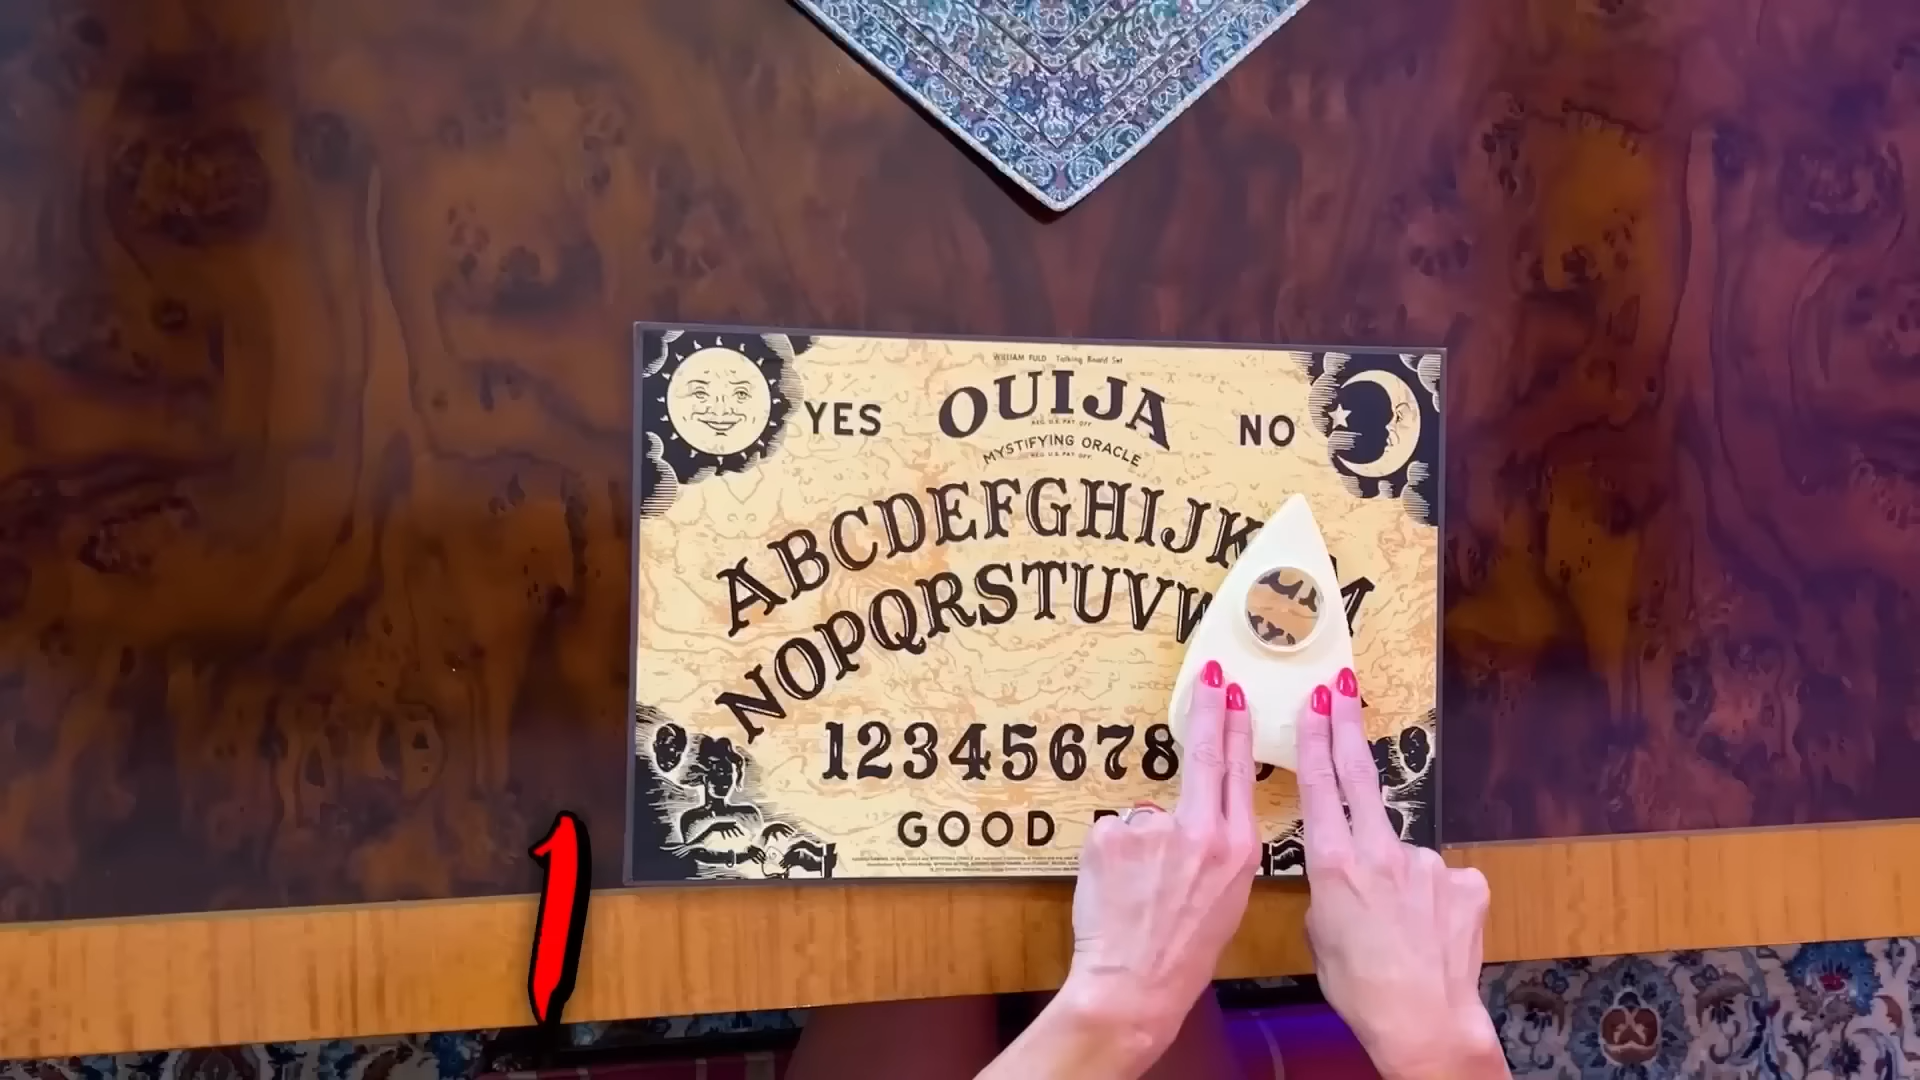 WILLIAM FULD Talking Board Set
OUIJA
YES
NO
REG. U.S. PAT. OFF.
MYSTIFYING ORACLE
REG. U.S. PAT. OFF.
ABCDEFGHIJK M
NOPQRSTUVW
12345678
GOOD
1